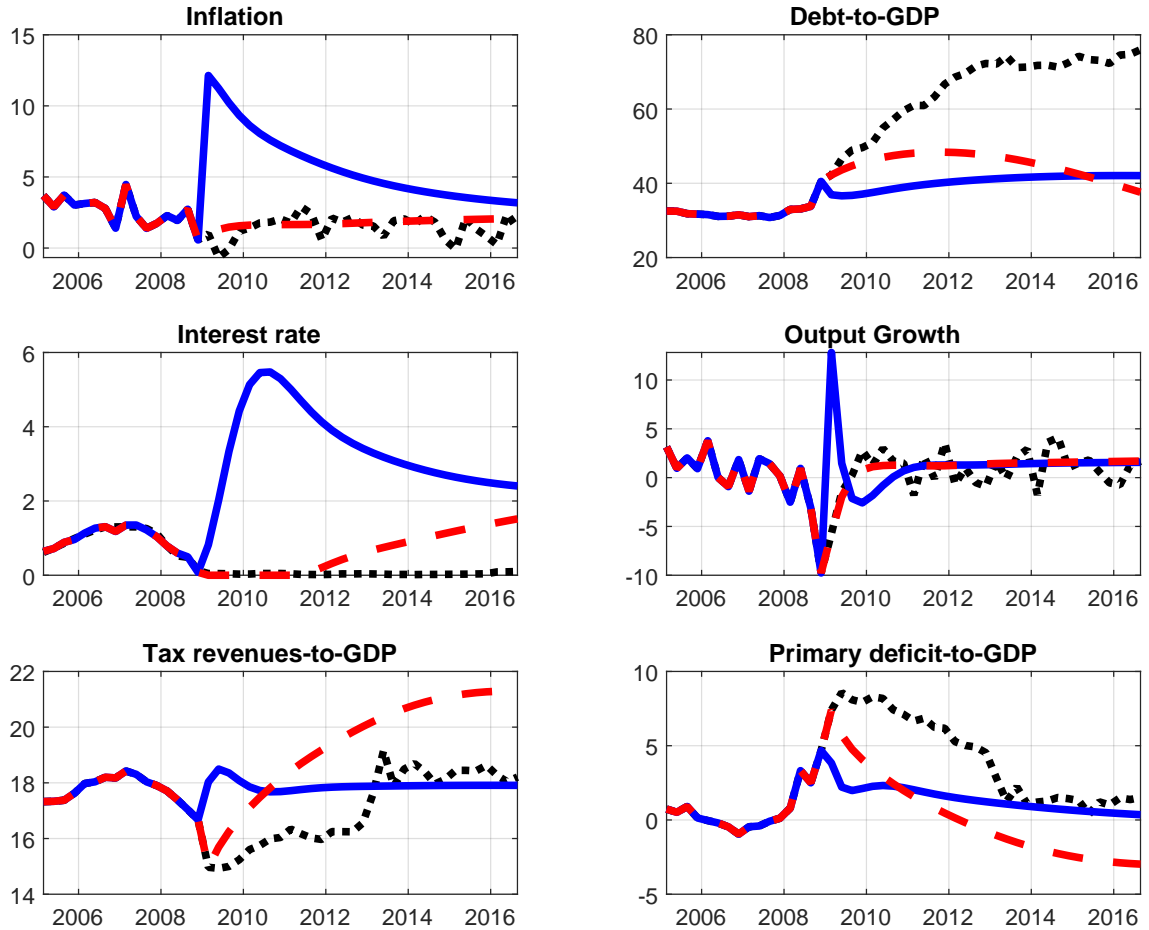 Inflation
15
10
5
0
2006 2008 2010 2012 2014 2016
Debt-to-GDP
80
60
40
20
2006 2008 2010 2012 2014 2016
Interest rate
6
4
2
0
2006 2008 2010 2012 2014 2016
Output Growth
10
5
0
-5
-10
2006 2008 2010 2012 2014 2016
Tax revenues-to-GDP
22
20
18
16
14
2006 2008 2010 2012 2014 2016
Primary deficit-to-GDP
10
5
0
-5
2006 2008 2010 2012 2014 2016